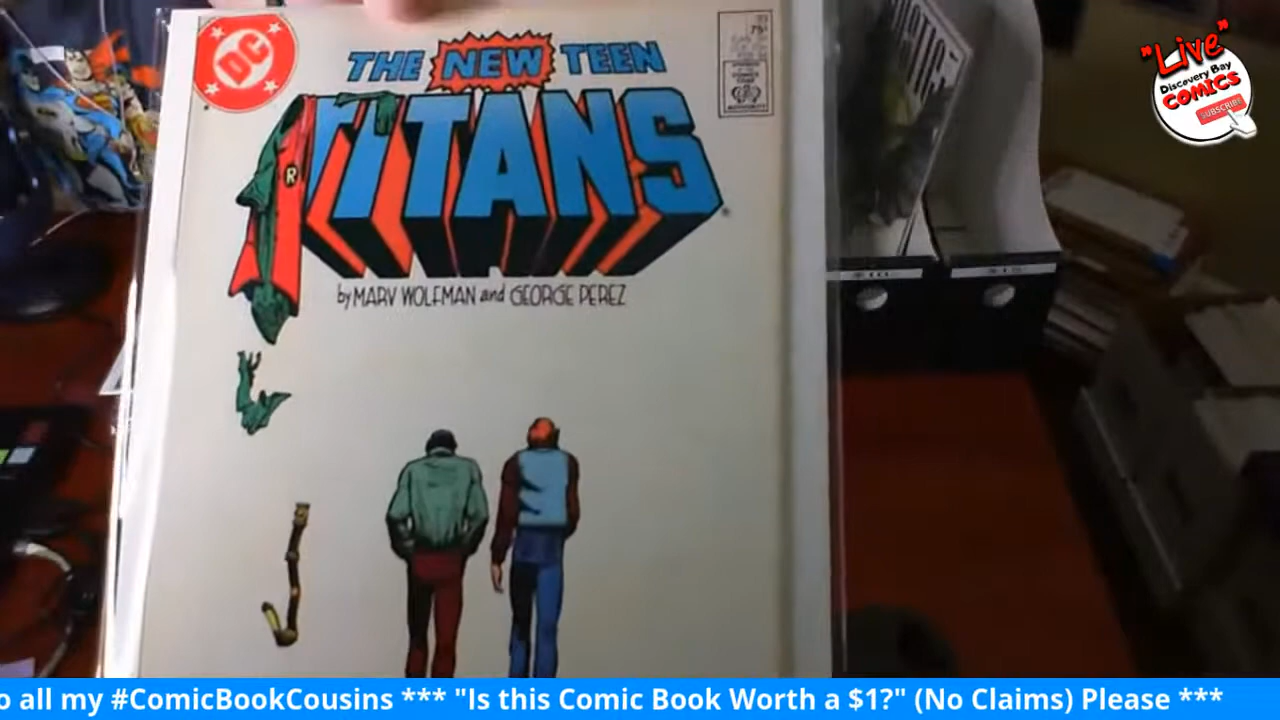 DC
THE NEW TEEN
TITANS
by MARV WOLFMAN and GEORGE PEREZ
R
75¢
"Live"
Discovery Bay
COMICS
SUBSCRIBE
o all my #ComicBookCousins *** "Is this Comic Book Worth a $1?" (No Claims) Please ***